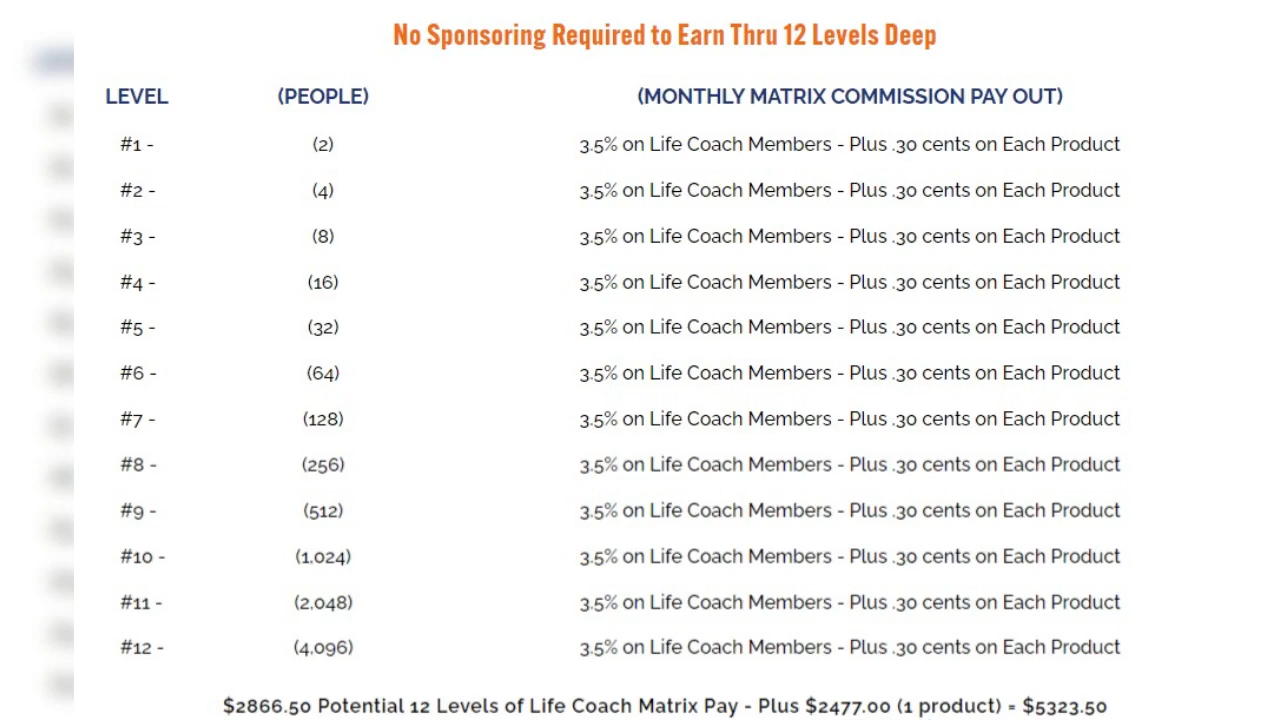 No Sponsoring Required to Earn Thru 12 Levels Deep
LEVEL (PEOPLE) (MONTHLY MATRIX COMMISSION PAY OUT)
#1 - (2) 3.5% on Life Coach Members - Plus .30 cents on Each Product
#2 - (4) 3.5% on Life Coach Members - Plus .30 cents on Each Product
#3 - (8) 3.5% on Life Coach Members - Plus .30 cents on Each Product
#4 - (16) 3.5% on Life Coach Members - Plus .30 cents on Each Product
#5 - (32) 3.5% on Life Coach Members - Plus .30 cents on Each Product
#6 - (64) 3.5% on Life Coach Members - Plus .30 cents on Each Product
#7 - (128) 3.5% on Life Coach Members - Plus .30 cents on Each Product
#8 - (256) 3.5% on Life Coach Members - Plus .30 cents on Each Product
#9 - (512) 3.5% on Life Coach Members - Plus .30 cents on Each Product
#10 - (1,024) 3.5% on Life Coach Members - Plus .30 cents on Each Product
#11 - (2,048) 3.5% on Life Coach Members - Plus .30 cents on Each Product
#12 - (4,096) 3.5% on Life Coach Members - Plus .30 cents on Each Product
$2866.50 Potential 12 Levels of Life Coach Matrix Pay - Plus $2477.00 (1 product) = $5323.50